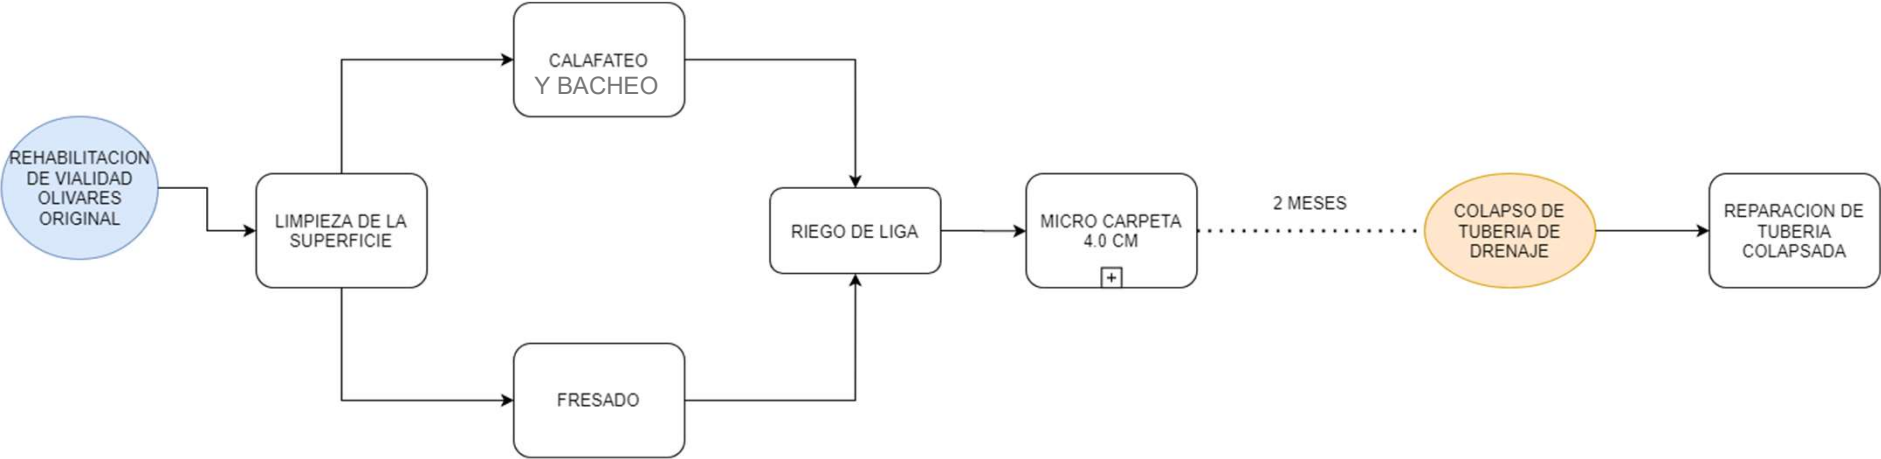 REHABILITACION
DE VIALIDAD
OLIVARES
ORIGINAL
LIMPIEZA DE LA
SUPERFICIE
CALAFATEO
Y BACHEO
FRESADO
RIEGO DE LIGA
MICRO CARPETA
4.0 CM
+
2 MESES
COLAPSO DE
TUBERIA DE
DRENAJE
REPARACION DE
TUBERIA
COLAPSADA